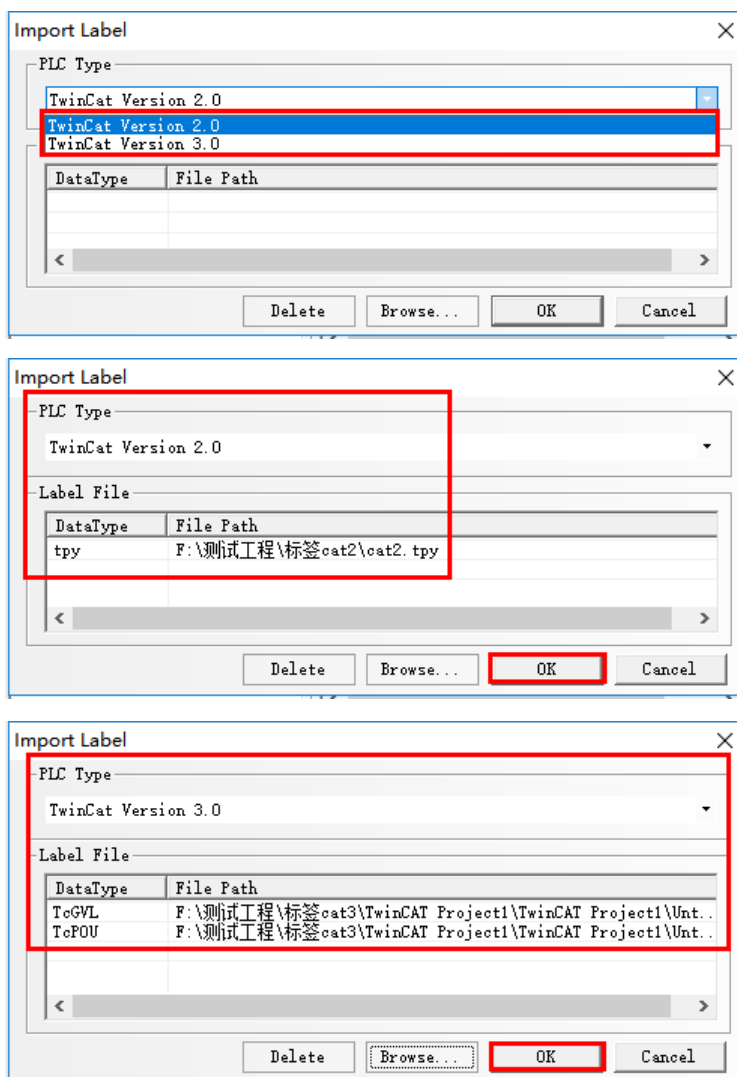 Import Label
PLC Type
TwinCat Version 2.0
TwinCat Version 2.0
TwinCat Version 3.0
DataType File Path
Delete Browse... OK Cancel
Import Label
PLC Type
TwinCat Version 2.0
Label File
DataType File Path
tpy F:\测试工程\标签cat2\cat2.tpy
Delete Browse... OK Cancel
Import Label
PLC Type
TwinCat Version 3.0
Label File
DataType File Path
TcGVL F:\测试工程\标签cat3\TwinCAT Project1\TwinCAT Project1\Unt..
TcPOU F:\测试工程\标签cat3\TwinCAT Project1\TwinCAT Project1\Unt..
Delete Browse... OK Cancel